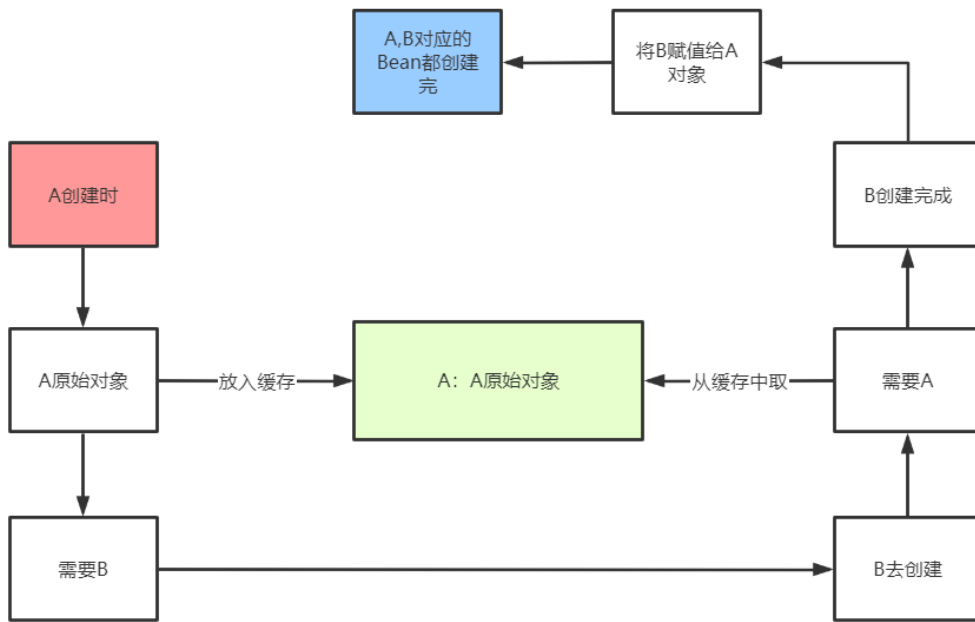 A,B对应的
Bean都创建
完
将B赋值给A
对象
A创建时
B创建完成
A原始对象
放入缓存
A：A原始对象
从缓存中取
需要A
需要B
B去创建